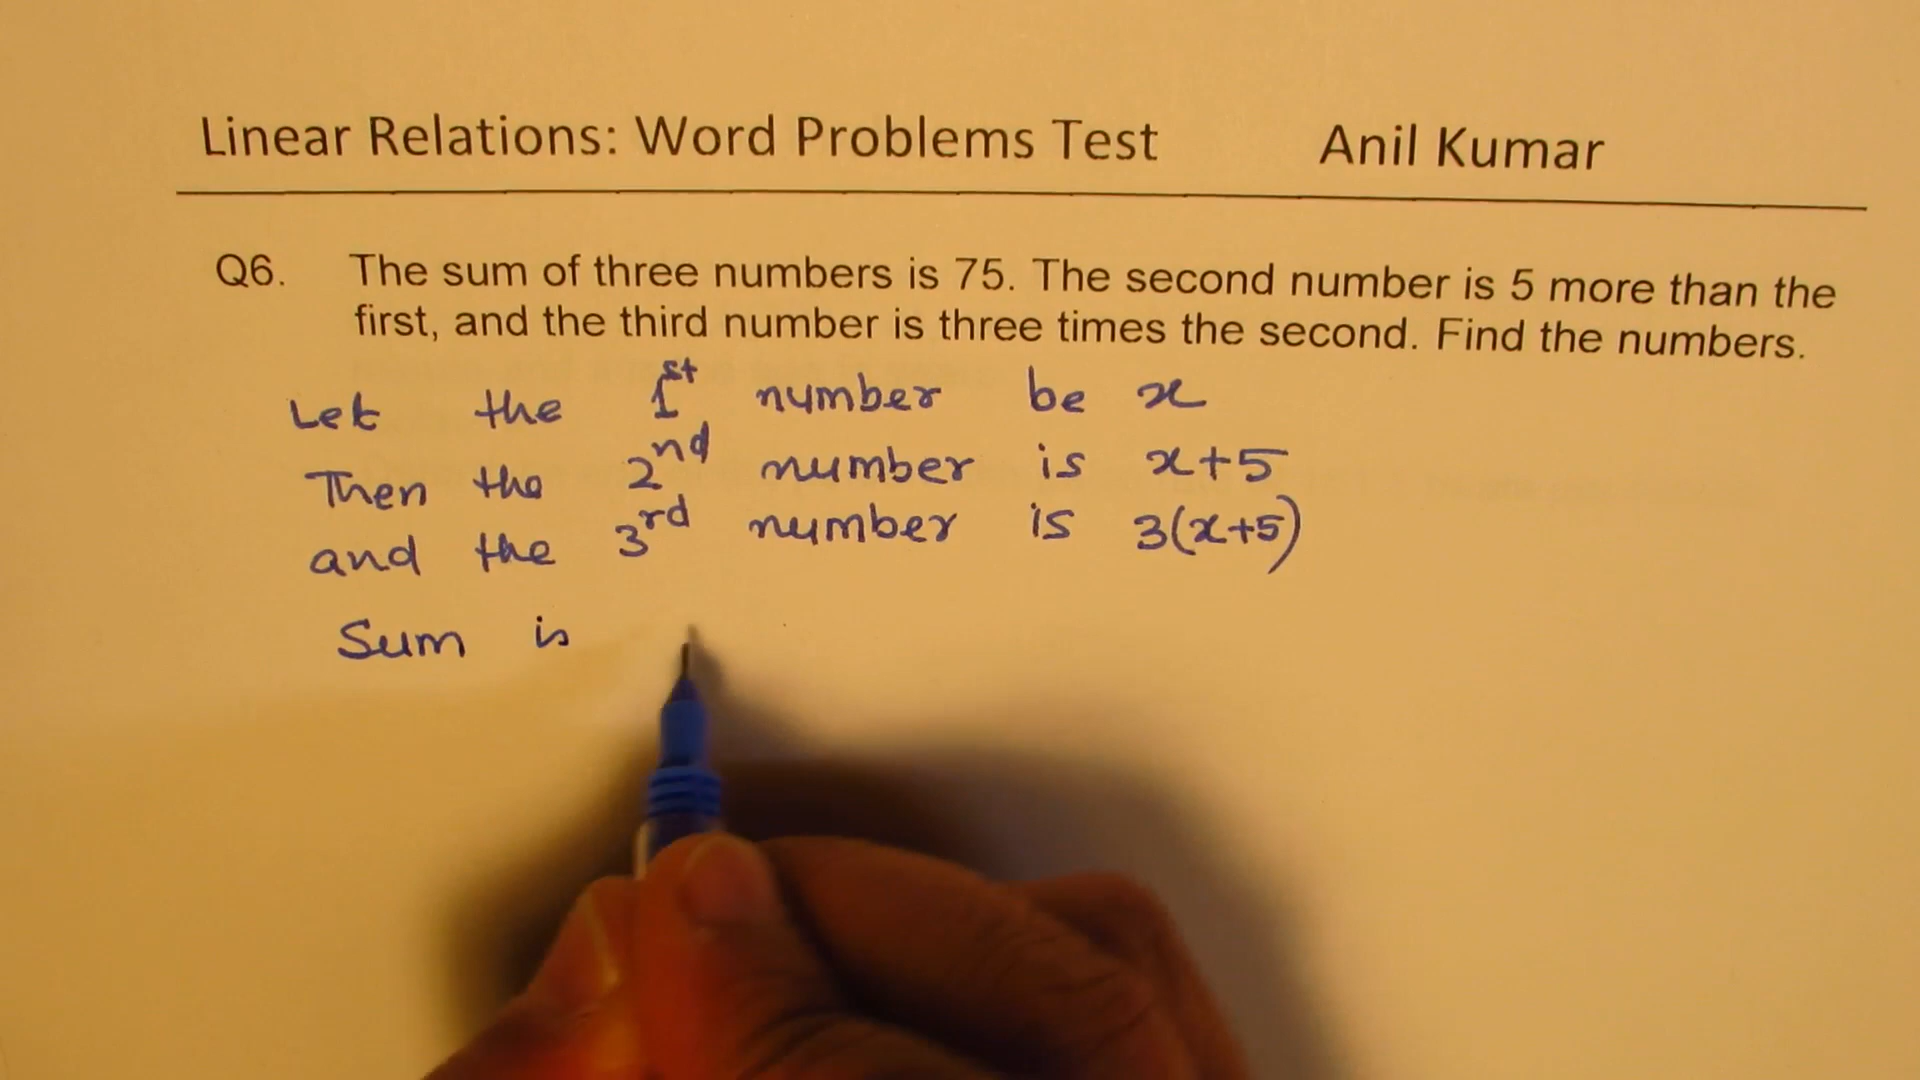 Linear Relations: Word Problems Test Anil Kumar
Q6. The sum of three numbers is 75. The second number is 5 more than the
first, and the third number is three times the second. Find the numbers.
Let the 1st number be x
Then the 2nd number is x+5
and the 3rd number is 3(x+5)
Sum is